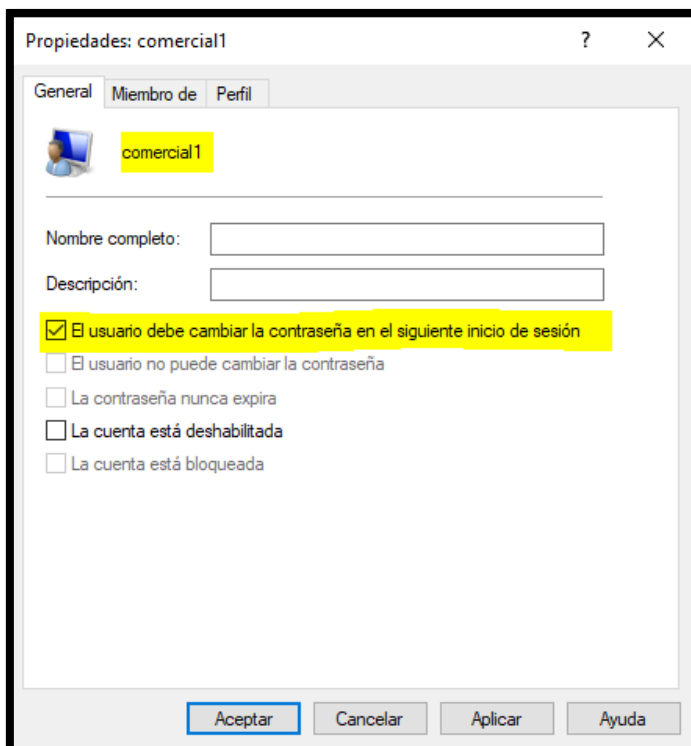 Propiedades: comercial1
?
General Miembro de Perfil
comercial1
Nombre completo:
Descripción:
El usuario debe cambiar la contraseña en el siguiente inicio de sesión
El usuario no puede cambiar la contraseña
La contraseña nunca expira
La cuenta está deshabilitada
La cuenta está bloqueada
Aceptar Cancelar Aplicar Ayuda